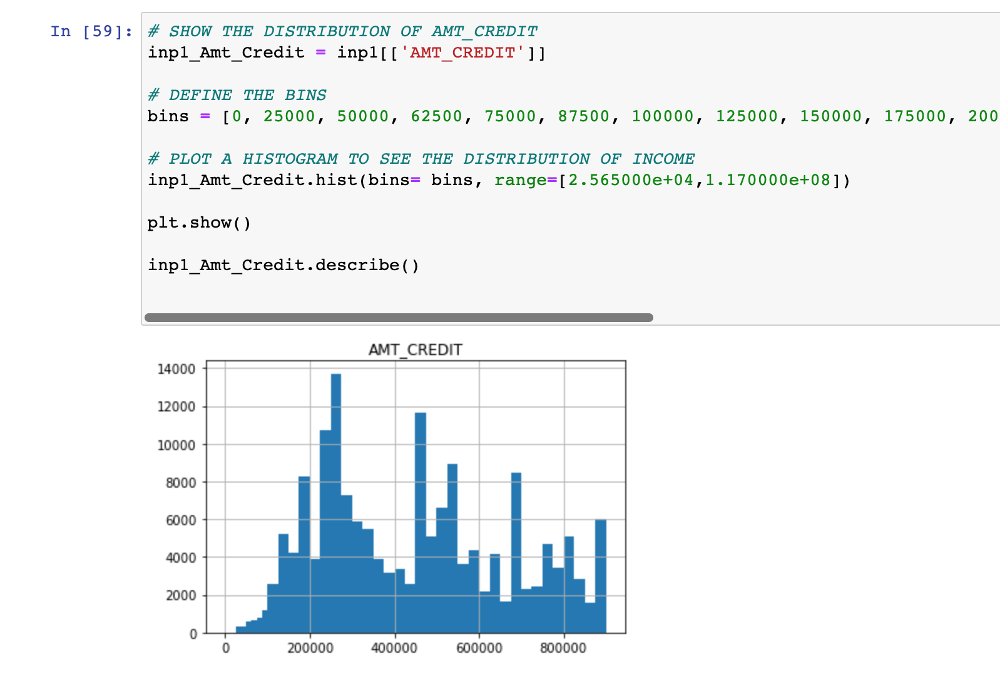 In [59]: # SHOW THE DISTRIBUTION OF AMT_CREDIT
inp1_Amt_Credit = inp1[['AMT_CREDIT']]
# DEFINE THE BINS
bins = [0, 25000, 50000, 62500, 75000, 87500, 100000, 125000, 150000, 175000, 200
# PLOT A HISTOGRAM TO SEE THE DISTRIBUTION OF INCOME
inp1_Amt_Credit.hist(bins= bins, range=[2.565000e+04,1.170000e+08])
plt.show()
inp1_Amt_Credit.describe()
AMT_CREDIT
14000
12000
10000
8000
6000
4000
2000
0
0 200000 400000 600000 800000